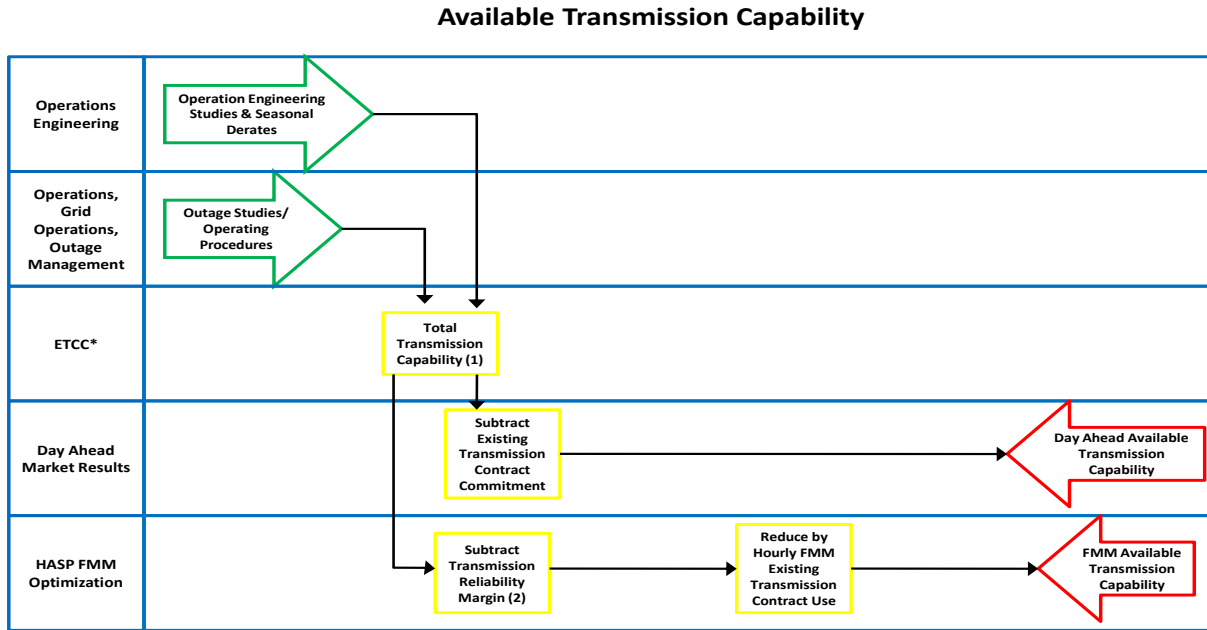 Available Transmission Capability
Operations
Engineering
Operation Engineering
Studies & Seasonal
Derates
Operations,
Grid
Operations,
Outage
Management
Outage Studies/
Operating
Procedures
ETCC*
Total
Transmission
Capability (1)
Day Ahead
Market Results
Subtract
Existing
Transmission
Contract
Commitment
Day Ahead Available
Transmission
Capability
HASP FMM
Optimization
Subtract
Transmission
Reliability
Margin (2)
Reduce by
Hourly FMM
Existing
Transmission
Contract Use
FMM Available
Transmission
Capability